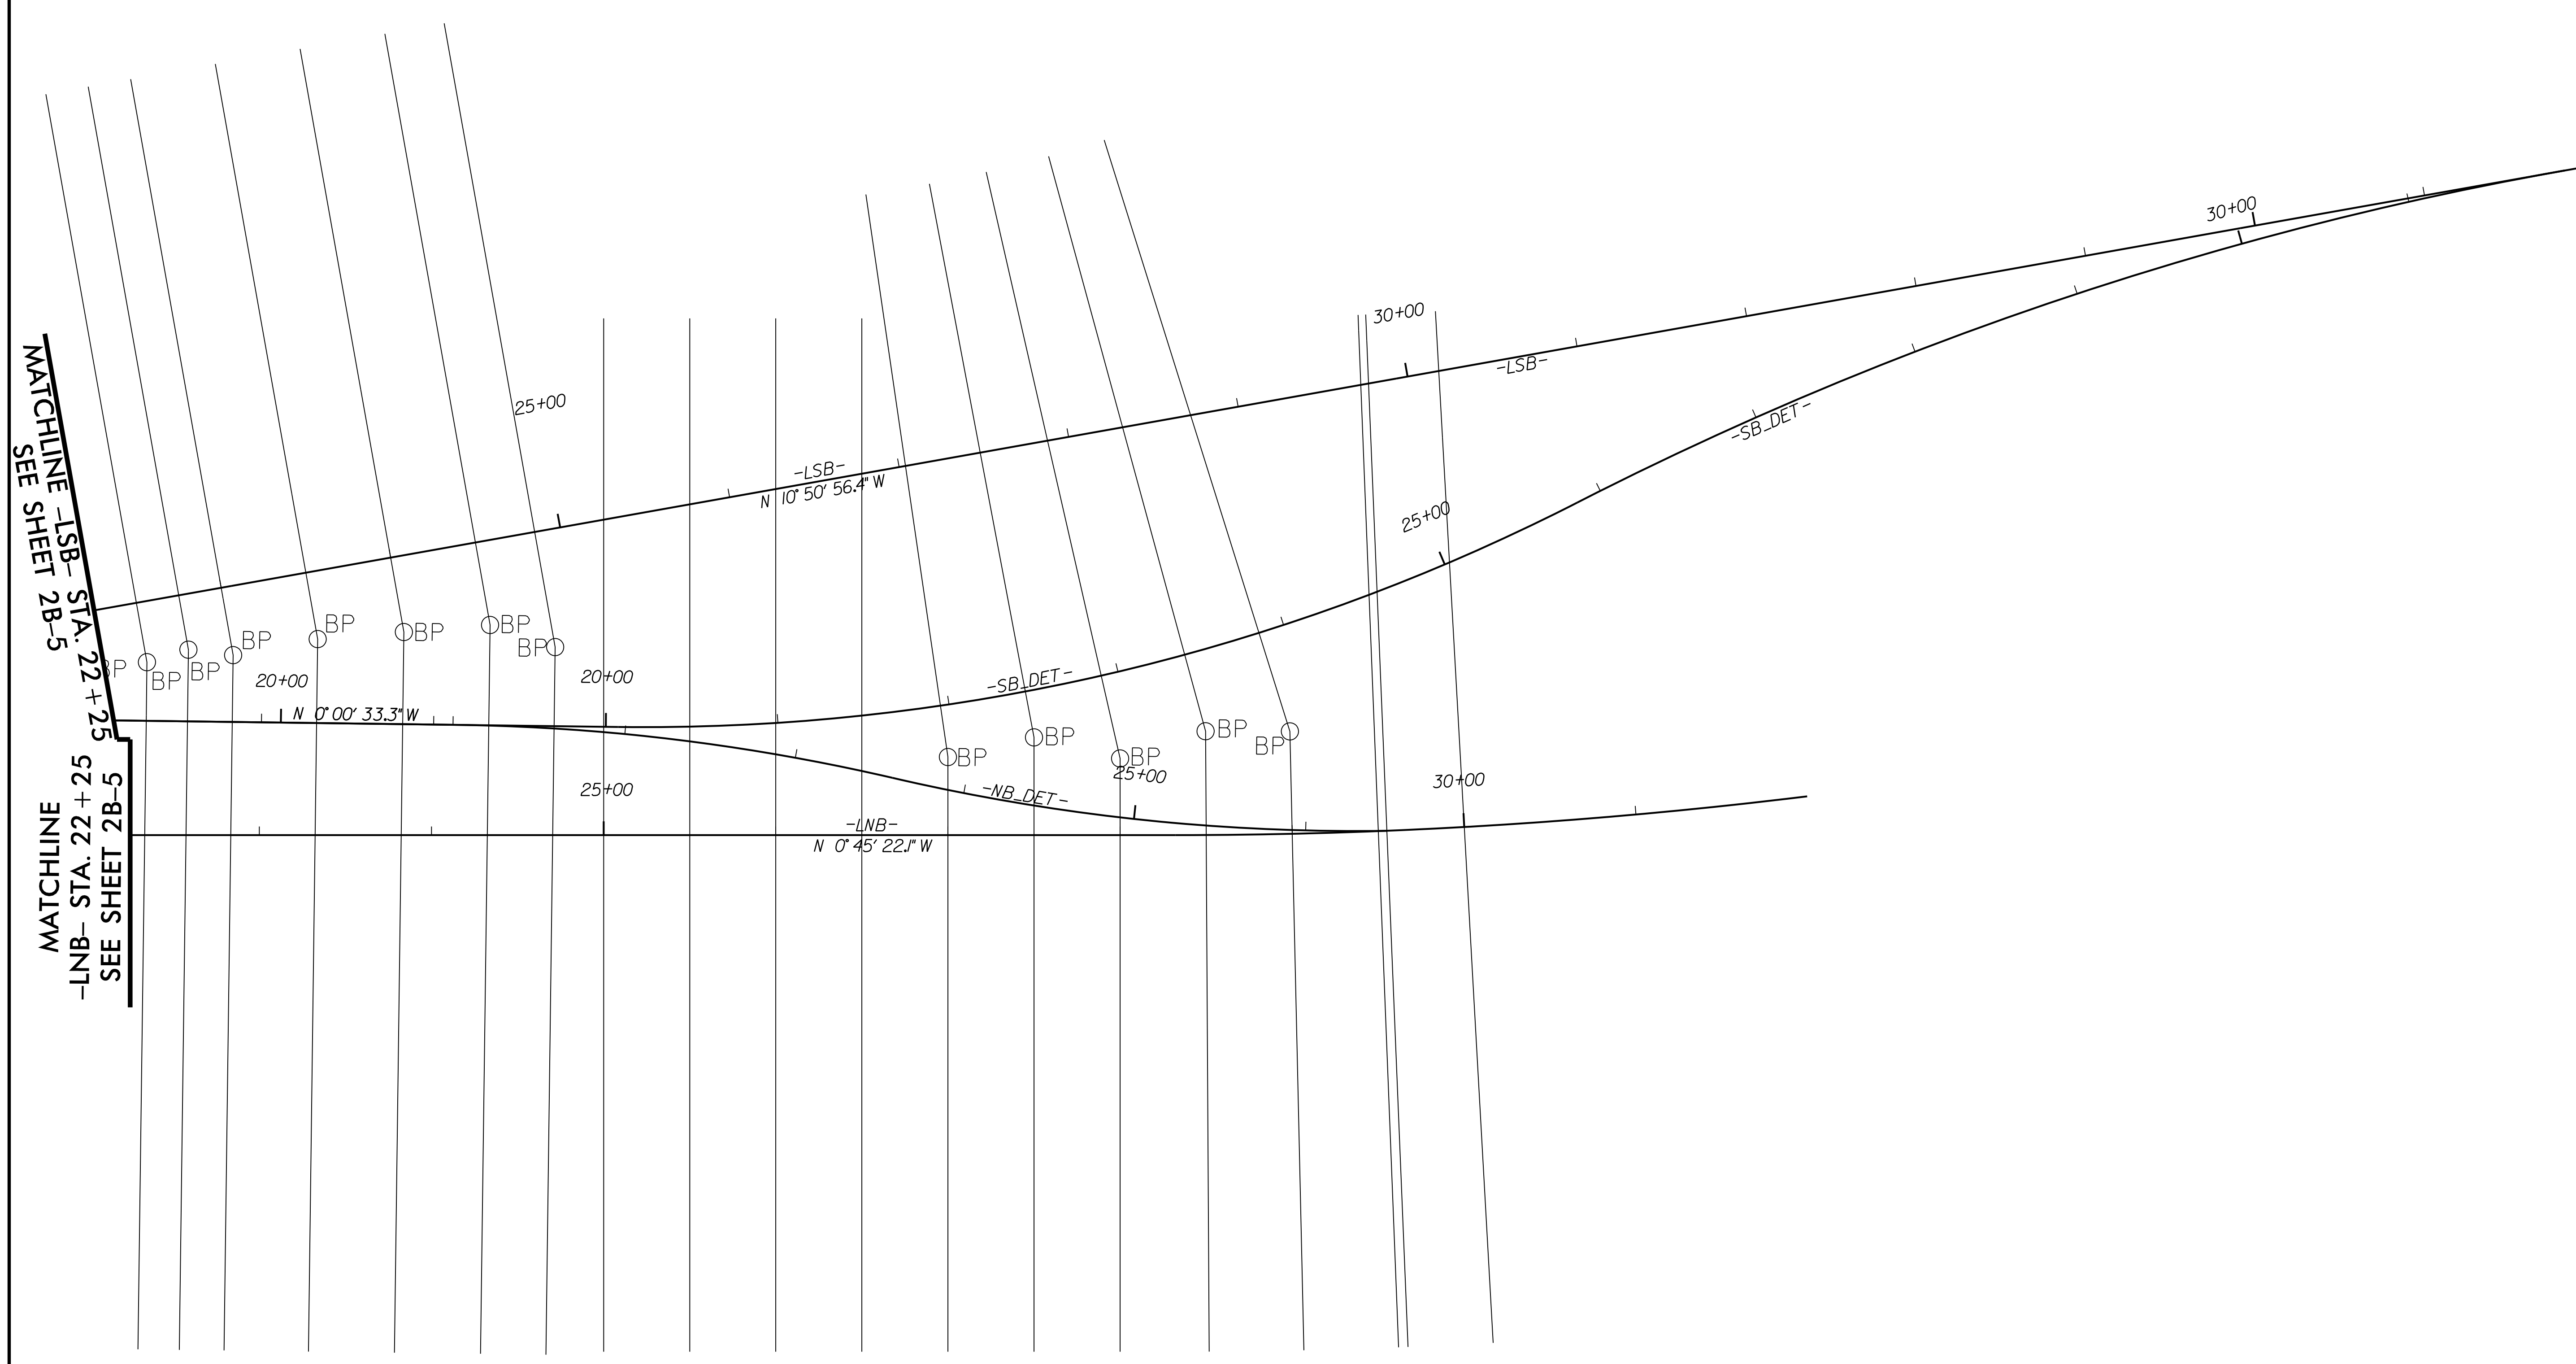 30+00
30+00
-LSB-
25+00
-SB_DET-
-LSB-
N 10° 50' 56.4" W
25+00
MATCHLINE -LSB- STA. 22+25
SEE SHEET 2B-5
BP
BP
BP
BP
BP
BP
BP
BP
20+00
20+00
-SB_DET-
N 0° 00' 33.3" W
BP
BP
BP
BP
BP
25+00
30+00
25+00
-NB_DET-
-LNB-
N 0° 45' 22.1" W
MATCHLINE
-LNB- STA. 22+25
SEE SHEET 2B-5